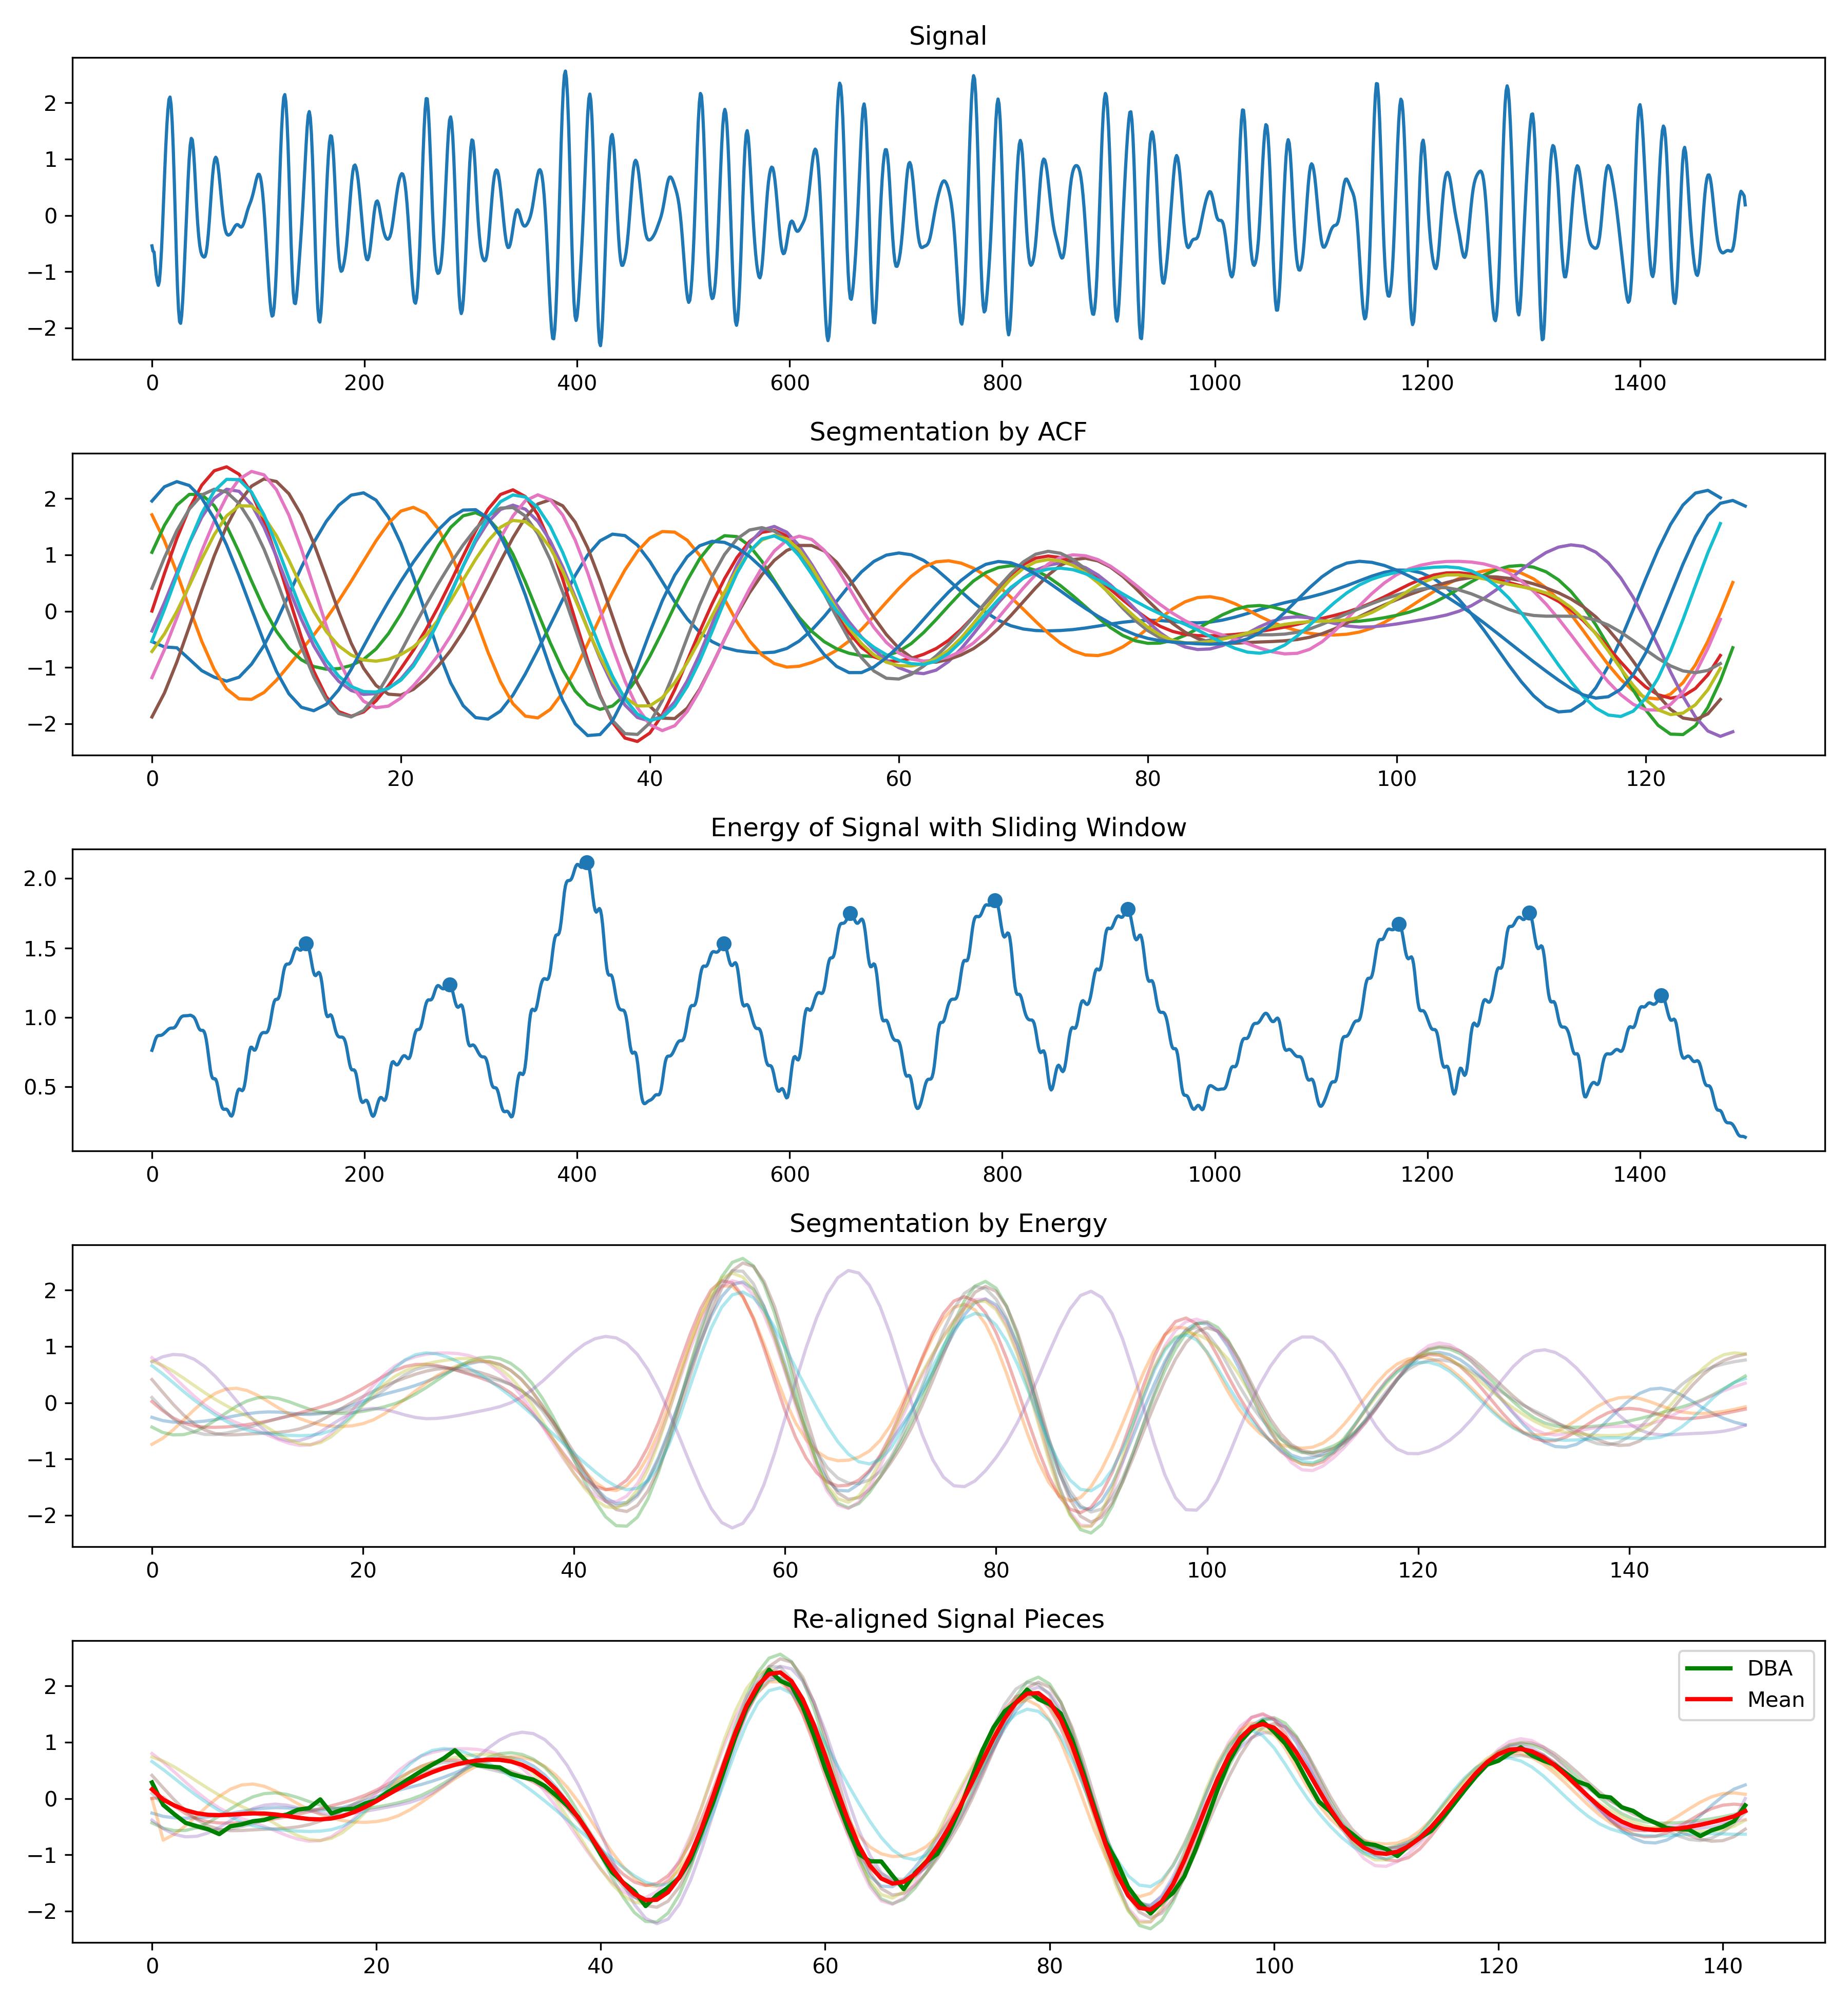 Signal
2
1
0
−1
−2
0 200 400 600 800 1000 1200 1400
Segmentation by ACF
2
1
0
−1
−2
0 20 40 60 80 100 120
Energy of Signal with Sliding Window
2.0
1.5
1.0
0.5
0 200 400 600 800 1000 1200 1400
Segmentation by Energy
2
1
0
−1
−2
0 20 40 60 80 100 120 140
Re-aligned Signal Pieces
DBA
Mean
2
1
0
−1
−2
0 20 40 60 80 100 120 140